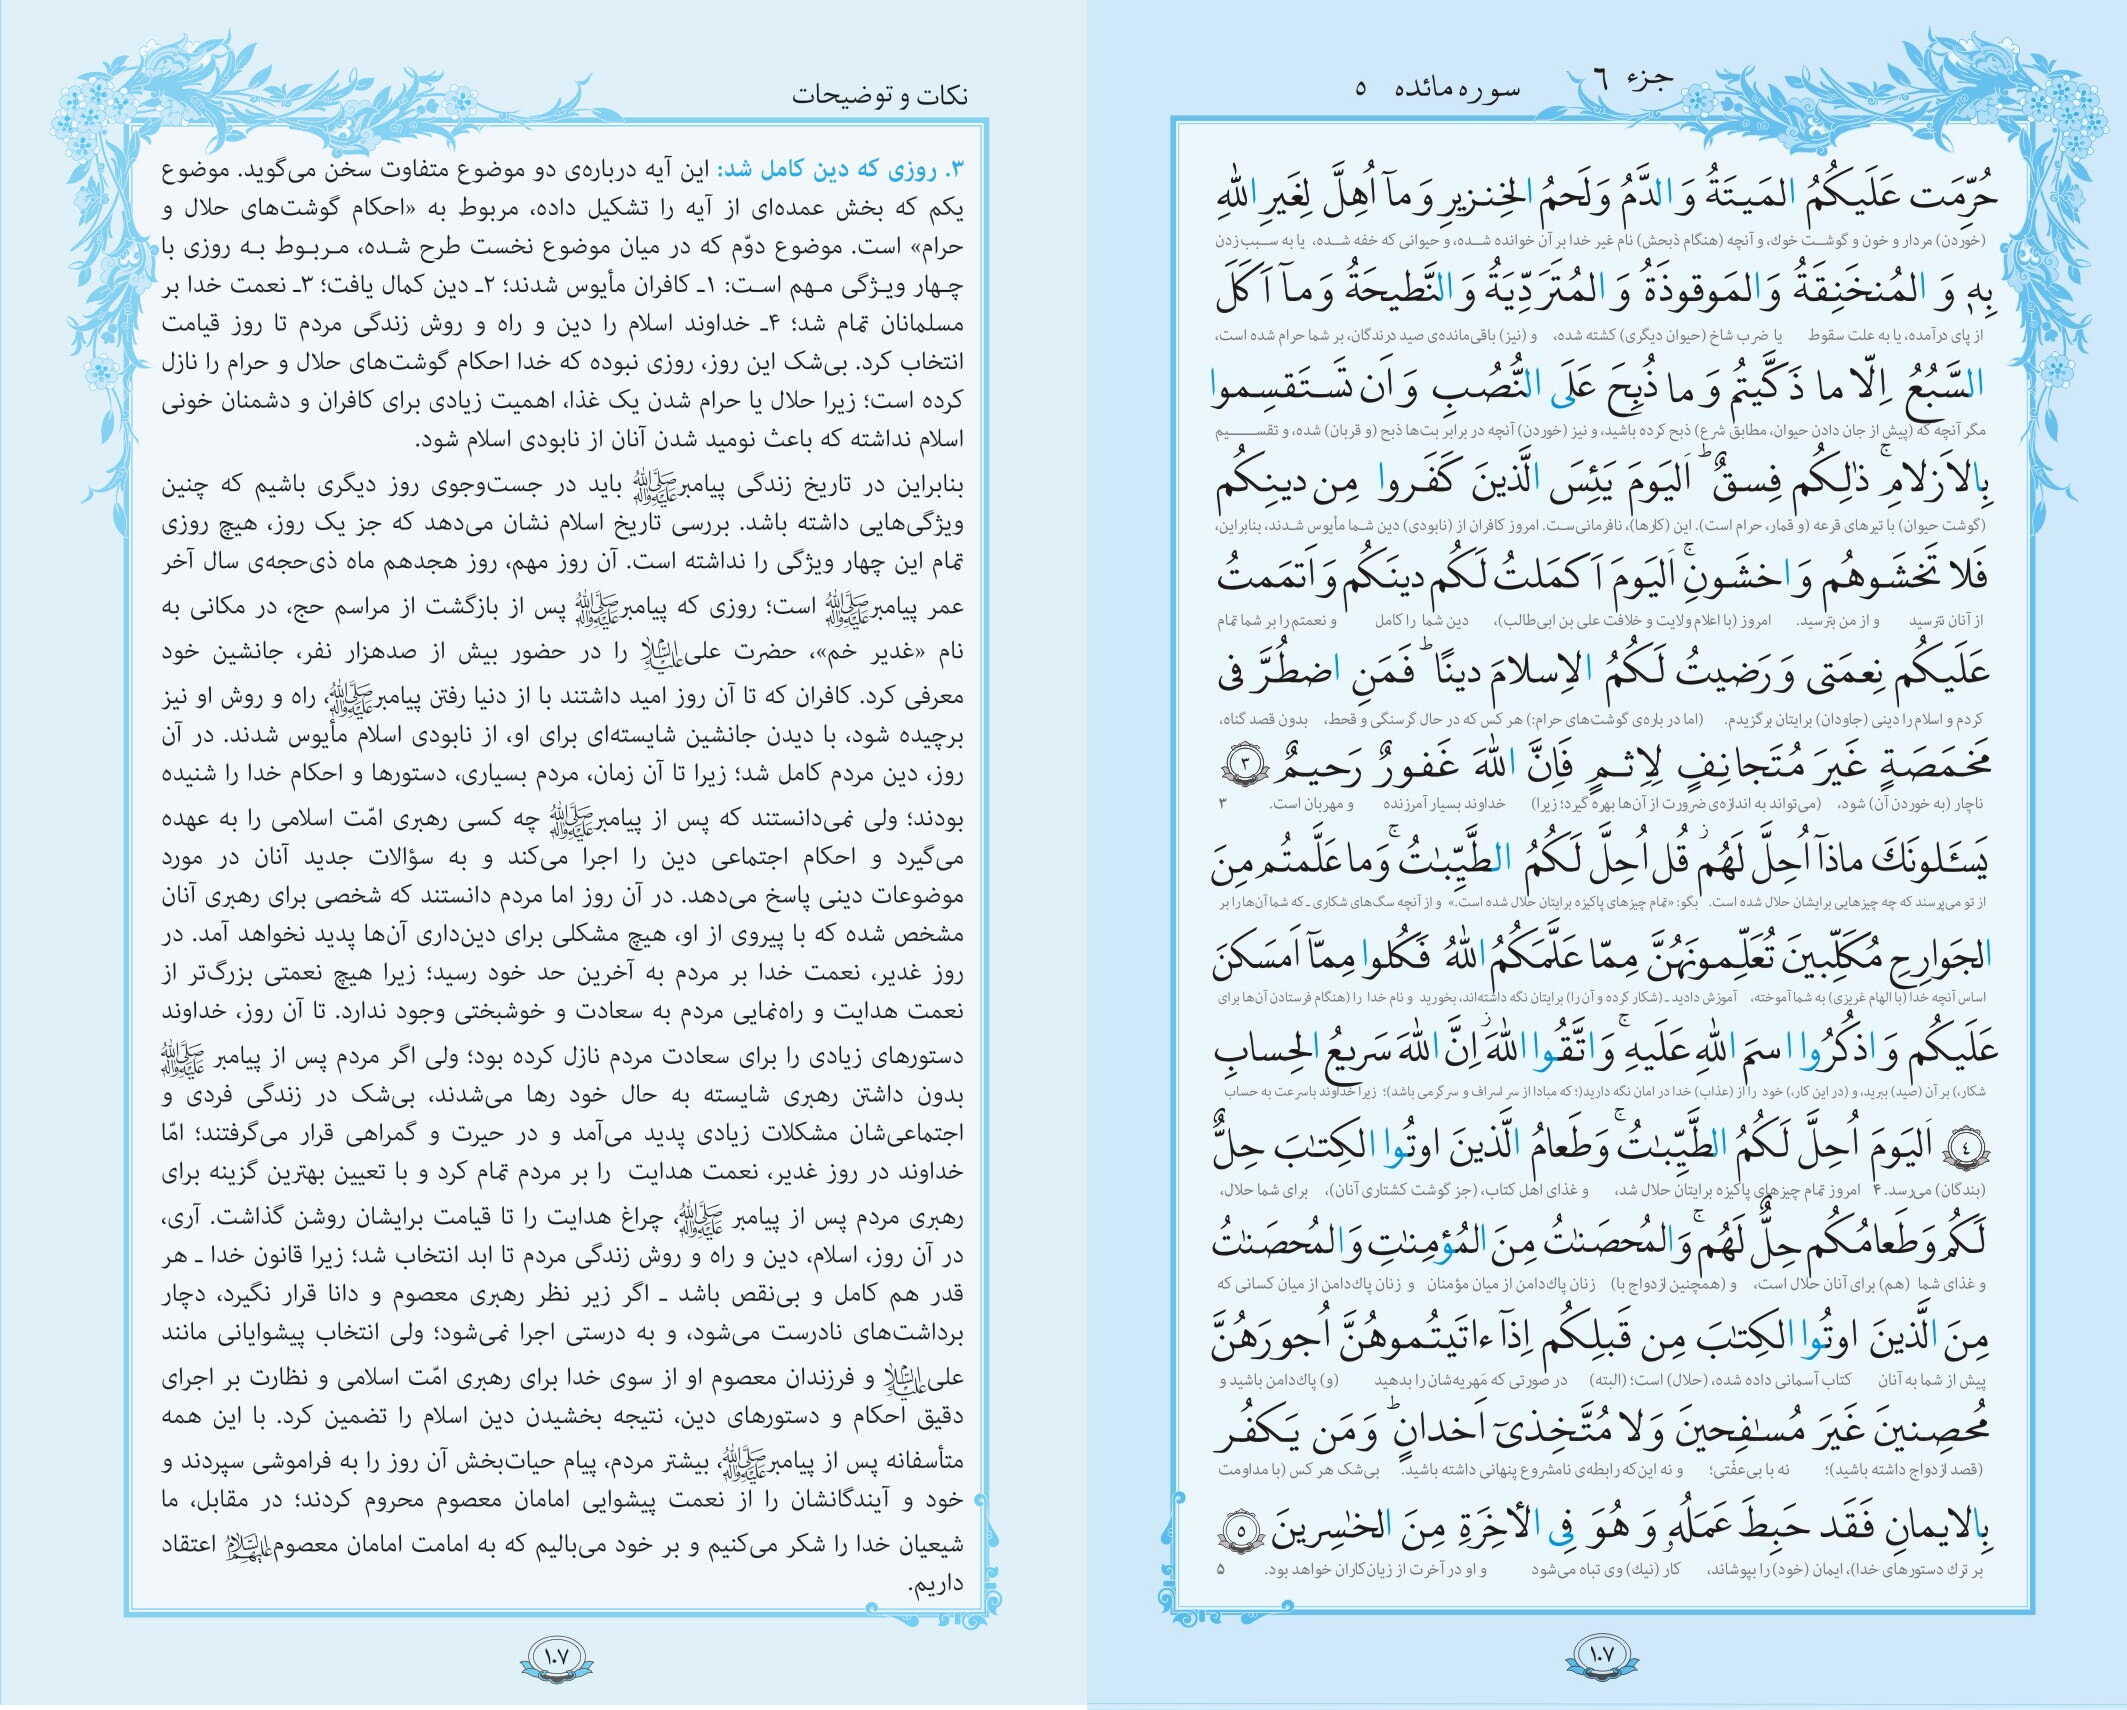 جزء ٦
سوره مائده ٥
حُرِّمَت عَلَيكُمُ المَيتَةُ وَ الدَّمُ وَ لَحمُ الخِنزيرِ وَ مآ اُهِلَّ لِغَيرِ اللّٰهِ
(خوردن) مردار و خون و گوشت خوك، و آنچه (هنگام ذبحش) نام غیر خدا بر آن خوانده شده، و حیوانی که خفه شده، یا به سبب زدن
بِهٖ وَ المُنخَنِقَةُ وَ المَوقوذَةُ وَ المُتَرَدِّيَةُ وَ النَّطيحَةُ وَ مآ اَكَلَ
از پای درآمده، یا به علت سقوط یا ضرب شاخ (حیوان دیگری) کشته شده، و (نیز) باقی‌مانده‌ی صید درندگان، بر شما حرام شده است،
السَّبُعُ اِلّا ما ذَكَّيتُم وَ ما ذُبِحَ عَلَى النُّصُبِ وَ اَن تَستَقسِموا
مگر آنچه که (پیش از جان دادن حیوان، مطابق شرع) ذبح کرده باشید، و نیز (خوردن) آنچه در برابر بت‌ها ذبح (و قربان) شده، و تقسیم
بِالاَزلامِ ۚ ذٰلِكُم فِسقٌ ۗ اَليَومَ يَئِسَ الَّذينَ كَفَروا مِن دينِكُم
(گوشت حیوان) با تیرهای قرعه (و قمار، حرام است). این (کارها)، نافرمانی‌ست. امروز کافران از (نابودی) دین شما مأیوس شدند، بنابراین،
فَلا تَخشَوهُم وَ اخشَونِ ۚ اَليَومَ اَكمَلتُ لَكُم دينَكُم وَ اَتمَمتُ
از آنان نترسید و از من بترسید. امروز (با اعلام ولایت و خلافت علی بن ابی‌طالب)، دین شما را کامل و نعمتم را بر شما تمام
عَلَيكُم نِعمَتى وَ رَضيتُ لَكُمُ الاِسلامَ دينًا ۗ فَمَنِ اضطُرَّ فى
کردم و اسلام را دینی (جاودان) برایتان برگزیدم. (اما درباره‌ی گوشت‌های حرام:) هر کس که در حال گرسنگی و قحط، بدون قصد گناه،
مَخمَصَةٍ غَيرَ مُتَجانِفٍ لِاِثمٍ فَاِنَّ اللّٰهَ غَفورٌ رَحيمٌ ٣
ناچار (به خوردن آن) شود، (می‌تواند به اندازه‌ی ضرورت از آن‌ها بهره گیرد؛ زیرا) خداوند بسیار آمرزنده و مهربان است. ۳
يَسـَٔلونَكَ ماذآ اُحِلَّ لَهُم ۖ قُل اُحِلَّ لَكُمُ الطَّيِّبٰتُ ۚ وَ ما عَلَّمتُم مِنَ
از تو می‌پرسند که چه چیزهایی برایشان حلال شده است. بگو: «تمام چیزهای پاکیزه برایتان حلال شده است.» و از آنچه سگ‌های شکاری ـ که شما آن‌ها را بر
الجَوارِحِ مُكَلِّبينَ تُعَلِّمونَهُنَّ مِمّا عَلَّمَكُمُ اللّٰهُ فَكُلوا مِمّآ اَمسَكنَ
اساس آنچه خدا (با الهام غریزی) به شما آموخته، آموزش دادید ـ (شکار کرده و آن را) برایتان نگه داشته‌اند، بخورید و نام خدا را (هنگام فرستادن آن‌ها برای
عَلَيكُم وَ اذكُرُوا اسمَ اللّٰهِ عَلَيهِ ۚ وَ اتَّقُوا اللّٰهَ ۖ اِنَّ اللّٰهَ سَريعُ الحِسابِ
شکار،) بر آن (صید) ببرید، و (در این کار،) خود را از (عذاب) خدا در امان نگه دارید(؛ که مبادا از سر اسراف و سرگرمی باشد)؛ زیرا خداوند با سرعت به حساب
٤ اَليَومَ اُحِلَّ لَكُمُ الطَّيِّبٰتُ ۚ وَ طَعامُ الَّذينَ اوتُوا الكِتٰبَ حِلٌّ
(بندگان) می‌رسد. ۴ امروز تمام چیزهای پاکیزه برایتان حلال شد، و غذای اهل کتاب، (جز گوشت کشتاری آنان)، برای شما حلال،
لَكُم وَ طَعامُكُم حِلٌّ لَهُم ۚ وَ المُحصَنٰتُ مِنَ المُؤمِنٰتِ وَ المُحصَنٰتُ
و غذای شما (هم) برای آنان حلال است، و (همچنین ازدواج با) زنان پاك‌دامن از میان مؤمنان و زنان پاك‌دامن از میان کسانی که
مِنَ الَّذينَ اوتُوا الكِتٰبَ مِن قَبلِكُم اِذآ ءاتَيتُموهُنَّ اُجورَهُنَّ
پیش از شما به آنان کتاب آسمانی داده شده، (حلال) است؛ (البته) در صورتی که مهریه‌شان را بدهید (و) پاك‌دامن باشید و
مُحصِنينَ غَيرَ مُسٰفِحينَ وَ لا مُتَّخِذىٓ اَخدانٍ ۗ وَ مَن يَكفُر
(قصد ازدواج داشته باشید)؛ نه با بی‌عفّتی؛ و نه این‌که رابطه‌ی نامشروع پنهانی داشته باشید. بی‌شک هر کس (با مداومت
بِالايمانِ فَقَد حَبِطَ عَمَلُهٗ وَ هُوَ فِى الأخِرَةِ مِنَ الخٰسِرينَ ٥
بر ترك دستورهای خدا)، ایمان (خود) را بپوشاند، کار (نیك) وی تباه می‌شود و او در آخرت از زیان‌کاران خواهد بود. ۵
۱۰۷
نکات و توضیحات
۳. روزی که دین کامل شد: این آیه درباره‌ی دو موضوع متفاوت سخن می‌گوید. موضوع
یکم که بخش عمده‌ای از آیه را تشکیل داده، مربوط به «احکام گوشت‌های حلال و
حرام» است. موضوع دوّم که در میان موضوع نخست طرح شده، مربوط به روزی با
چهار ویژگی مهم است: ۱ـ کافران مأیوس شدند؛ ۲ـ دین کمال یافت؛ ۳ـ نعمت خدا بر
مسلمانان تمام شد؛ ۴ـ خداوند اسلام را دین و راه و روش زندگی مردم تا روز قیامت
انتخاب کرد. بی‌شک این روز، روزی نبوده که خدا احکام گوشت‌های حلال و حرام را نازل
کرده است؛ زیرا حلال یا حرام شدن یک غذا، اهمیت زیادی برای کافران و دشمنان خونی
اسلام نداشته که باعث نومید شدن آنان از نابودی اسلام شود.
بنابراین در تاریخ زندگی پیامبر صلی‌الله‌علیه‌وآله باید در جست‌وجوی روز دیگری باشیم که چنین
ویژگی‌هایی داشته باشد. بررسی تاریخ اسلام نشان می‌دهد که جز یک روز، هیچ روزی
تمام این چهار ویژگی را نداشته است. آن روز مهم، روز هجدهم ماه ذی‌حجه‌ی سال آخر
عمر پیامبر صلی‌الله‌علیه‌وآله است؛ روزی که پیامبر صلی‌الله‌علیه‌وآله پس از بازگشت از مراسم حج، در مکانی به
نام «غدیر خم»، حضرت علی علیه‌السلام را در حضور بیش از صدهزار نفر، جانشین خود
معرفی کرد. کافران که تا آن روز امید داشتند با از دنیا رفتن پیامبر صلی‌الله‌علیه‌وآله، راه و روش او نیز
برچیده شود، با دیدن جانشین شایسته‌ای برای او، از نابودی اسلام مأیوس شدند. در آن
روز، دین مردم کامل شد؛ زیرا تا آن زمان، مردم بسیاری، دستورها و احکام خدا را شنیده
بودند؛ ولی نمی‌دانستند که پس از پیامبر صلی‌الله‌علیه‌وآله چه کسی رهبری امّت اسلامی را به عهده
می‌گیرد و احکام اجتماعی دین را اجرا می‌کند و به سؤالات جدید آنان در مورد
موضوعات دینی پاسخ می‌دهد. در آن روز اما مردم دانستند که شخصی برای رهبری آنان
مشخص شده که با پیروی از او، هیچ مشکلی برای دین‌داری آن‌ها پدید نخواهد آمد. در
روز غدیر، نعمت خدا بر مردم به آخرین حد خود رسید؛ زیرا هیچ نعمتی بزرگ‌تر از
نعمت هدایت و راه‌نمایی مردم به سعادت و خوشبختی وجود ندارد. تا آن روز، خداوند
دستورهای زیادی را برای سعادت مردم نازل کرده بود؛ ولی اگر مردم پس از پیامبر صلی‌الله‌علیه‌وآله
بدون داشتن رهبری شایسته به حال خود رها می‌شدند، بی‌شک در زندگی فردی و
اجتماعی‌شان مشکلات زیادی پدید می‌آمد و در حیرت و گمراهی قرار می‌گرفتند؛ امّا
خداوند در روز غدیر، نعمت هدایت را بر مردم تمام کرد و با تعیین بهترین گزینه برای
رهبری مردم پس از پیامبر صلی‌الله‌علیه‌وآله، چراغ هدایت را تا قیامت برایشان روشن گذاشت. آری،
در آن روز، اسلام، دین و راه و روش زندگی مردم تا ابد انتخاب شد؛ زیرا قانون خدا ـ هر
قدر هم کامل و بی‌نقص باشد ـ اگر زیر نظر رهبری معصوم و دانا قرار نگیرد، دچار
برداشت‌های نادرست می‌شود، و به درستی اجرا نمی‌شود؛ ولی انتخاب پیشوایانی مانند
علی علیه‌السلام و فرزندان معصوم او از سوی خدا برای رهبری امّت اسلامی و نظارت بر اجرای
دقیق احکام و دستورهای دین، نتیجه بخشیدن دین اسلام را تضمین کرد. با این همه
متأسفانه پس از پیامبر صلی‌الله‌علیه‌وآله، بیشتر مردم، پیام حیات‌بخش آن روز را به فراموشی سپردند و
خود و آیندگانشان را از نعمت پیشوایی امامان معصوم محروم کردند؛ در مقابل، ما
شیعیان خدا را شکر می‌کنیم و بر خود می‌بالیم که به امامت امامان معصوم علیهم‌السلام اعتقاد
داریم.
۱۰۷